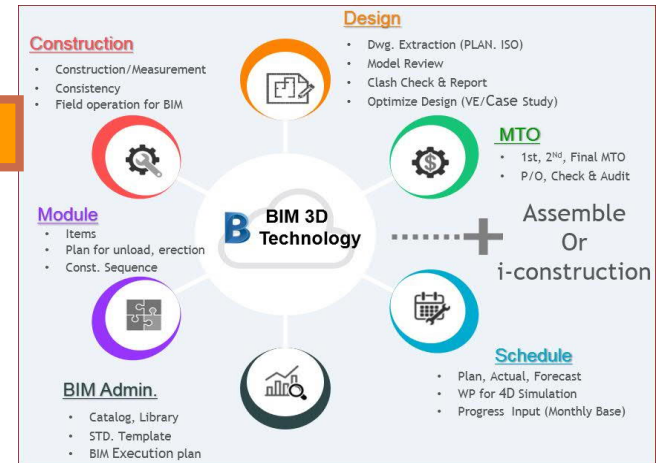 Design
• Dwg. Extraction (PLAN. ISO)
• Model Review
• Clash Check & Report
• Optimize Design (VE/Case Study)
Construction
• Construction/Measurement
• Consistency
• Field operation for BIM
MTO
• 1st, 2Nd, Final MTO
• P/O, Check & Audit
B BIM 3D
Technology
Assemble
Or
i-construction
Module
• Items
• Plan for unload, erection
• Const. Sequence
Schedule
• Plan, Actual, Forecast
• WP for 4D Simulation
• Progress Input (Monthly Base)
BIM Admin.
• Catalog, Library
• STD. Template
• BIM Execution plan